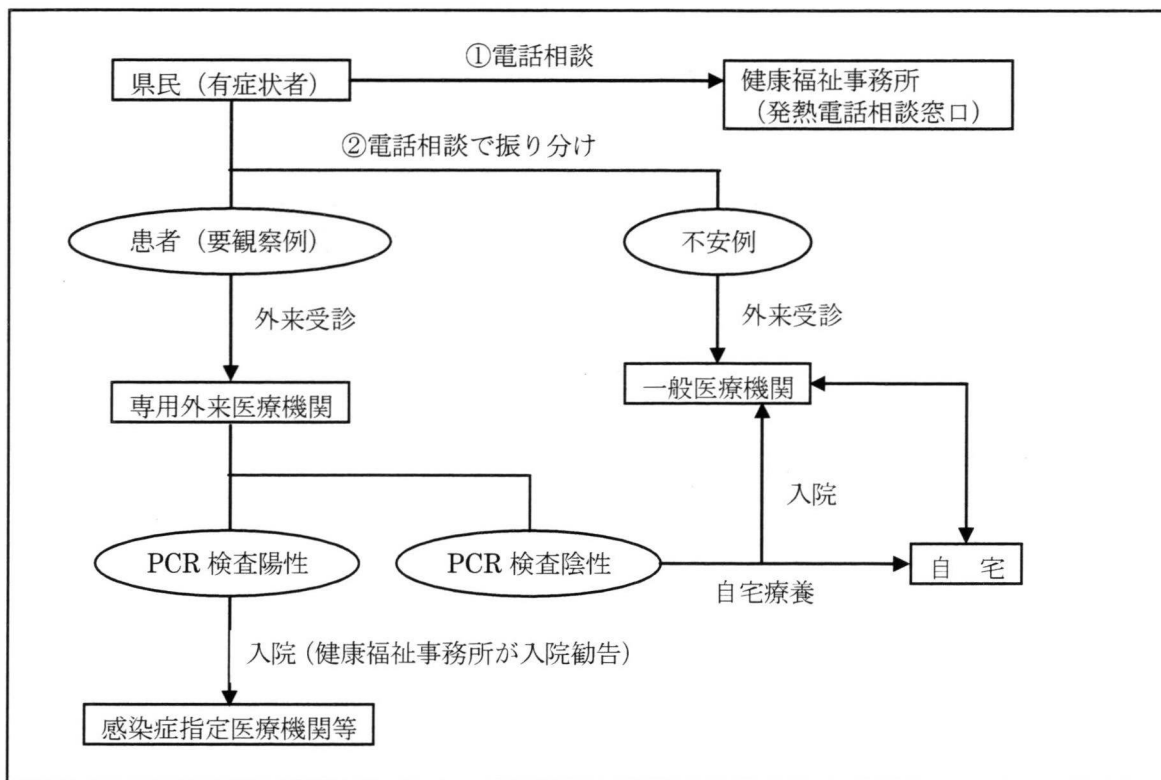 ①電話相談
県民（有症状者）
健康福祉事務所
（発熱電話相談窓口）
②電話相談で振り分け
患者（要観察例）
不安例
外来受診
外来受診
専用外来医療機関
一般医療機関
入院
PCR 検査陽性
PCR 検査陰性
自　宅
自宅療養
入院（健康福祉事務所が入院勧告）
感染症指定医療機関等